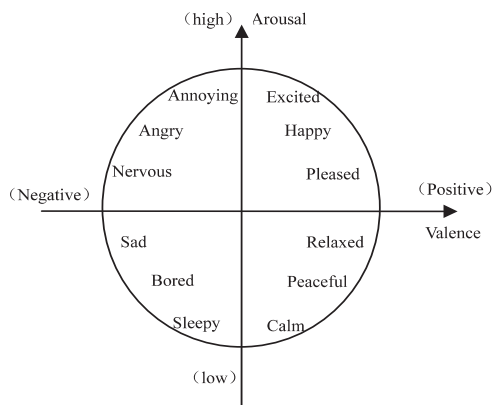 （high） Arousal
Annoying Excited
Angry Happy
Nervous Pleased
（Negative） （Positive）
Valence
Sad Relaxed
Bored Peaceful
Sleepy Calm
（low）